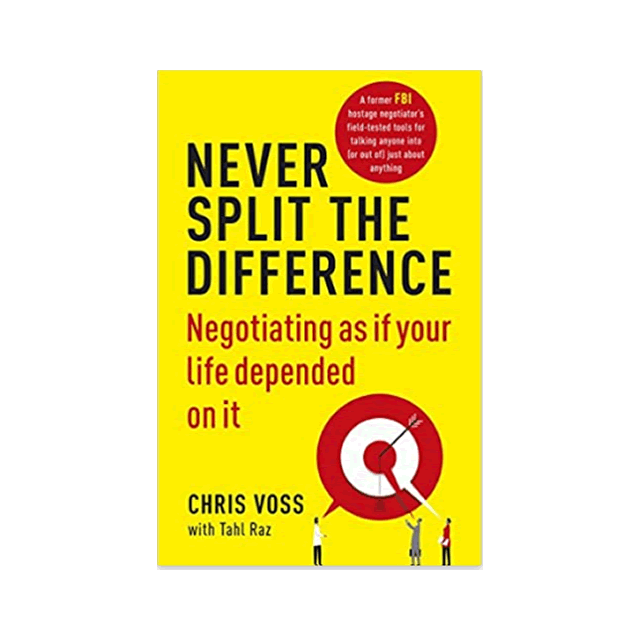 A former FBI
hostage negotiator's
field-tested tools for
talking anyone into
(or out of) just about
anything
NEVER
SPLIT THE
DIFFERENCE
Negotiating as if your
life depended
on it
CHRIS VOSS
with Tahl Raz